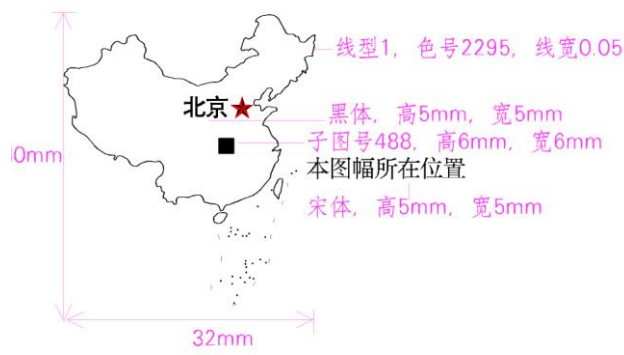 线型1，色号2295，线宽0.05
北京
黑体，高5mm，宽5mm
子图号488，高6mm，宽6mm
0mm
本图幅所在位置
宋体，高5mm，宽5mm
32mm